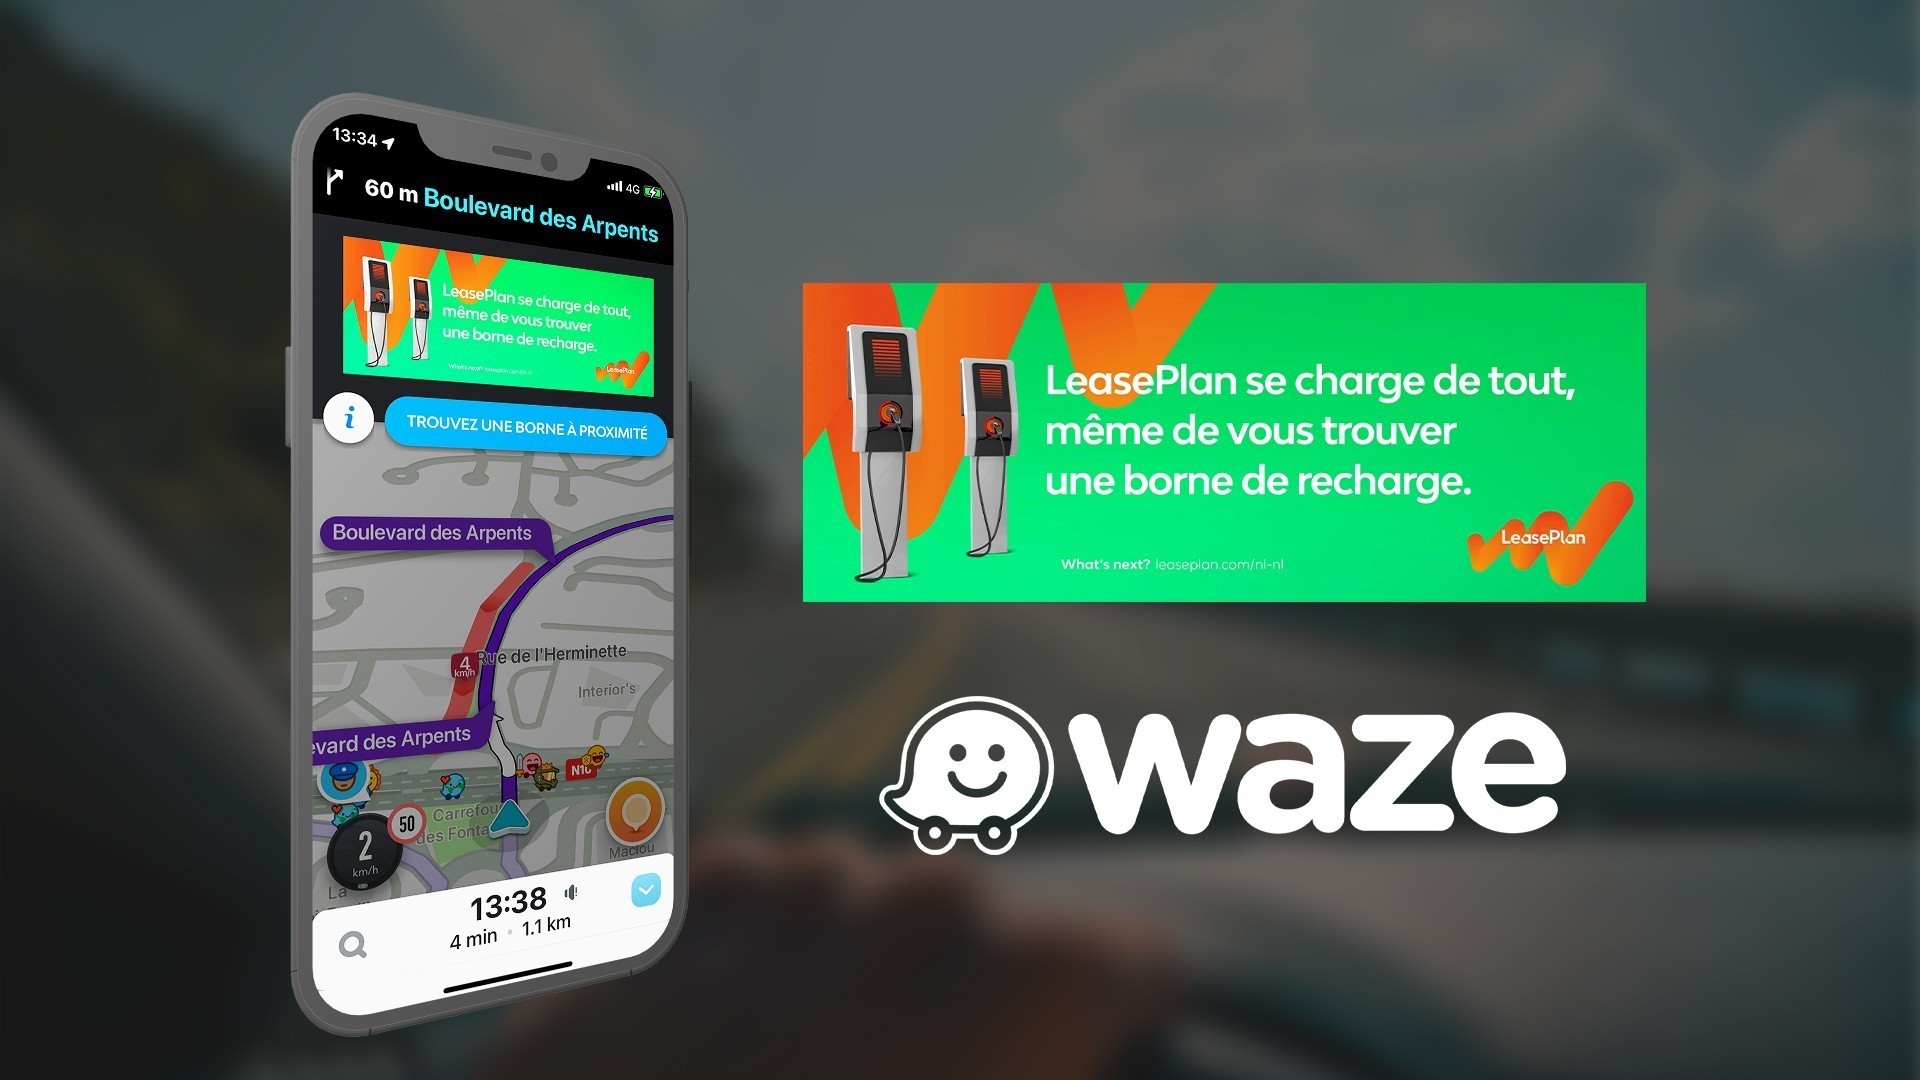 13:34
4G
60 m Boulevard des Arpents
LeasePlan se charge de tout,
même de vous trouver
une borne de recharge.
What's next? leaseplan.com/nl-nl
LeasePlan
i
TROUVEZ UNE BORNE À PROXIMITÉ
Boulevard des Arpents
4
km/h
Rue de l'Herminette
Interior's
evard des Arpents
N10
50
Carrefou
des Fonta
2
km/h
Maclou
La
13:38
4 min • 1.1 km
LeasePlan se charge de tout,
même de vous trouver
une borne de recharge.
What's next? leaseplan.com/nl-nl
LeasePlan
waze